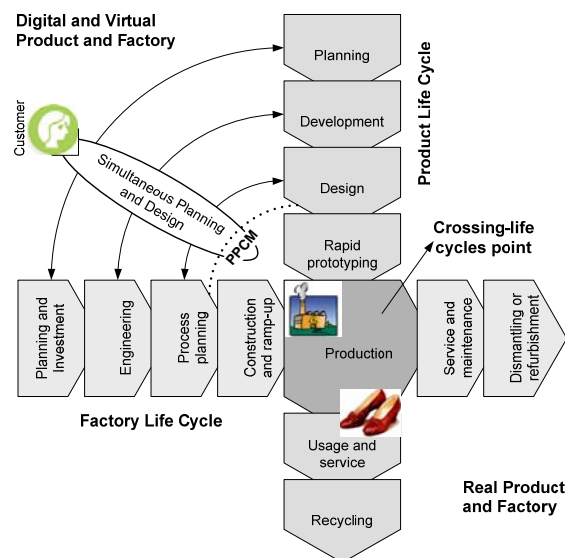 Digital and Virtual
Product and Factory
Planning
Development
Design
Rapid
prototyping
Product Life Cycle
Customer
Simultaneous Planning
and Design
PPCM
Crossing-life
cycles point
Planning and
Investment
Engineering
Process
planning
Construction
and ramp-up
Production
Service and
maintenance
Dismantling or
refurbishment
Factory Life Cycle
Usage and
service
Recycling
Real Product
and Factory